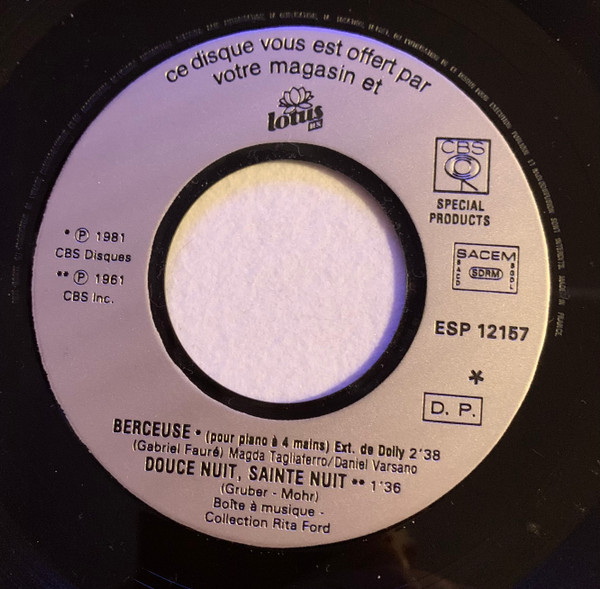 ce disque vous est offert par
votre magasin et
lotus
CBS
SPECIAL
PRODUCTS
* ℗ 1981
CBS Disques
** ℗ 1961
CBS Inc.
SACEM
SACD
SDRM
SGDL
ESP 12157
*
D. P.
BERCEUSE * (pour piano à 4 mains) Ext. de Dolly 2'38
(Gabriel Fauré) Magda Tagliaferro/Daniel Varsano
DOUCE NUIT, SAINTE NUIT ** 1'36
(Gruber - Mohr)
Boîte à musique -
Collection Rita Ford